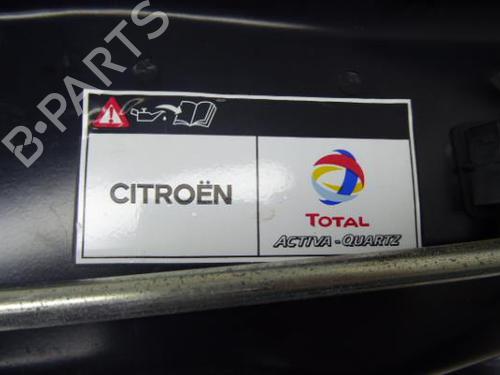 B-PARTS
CITROËN
TOTAL
ACTIVA-QUARTZ